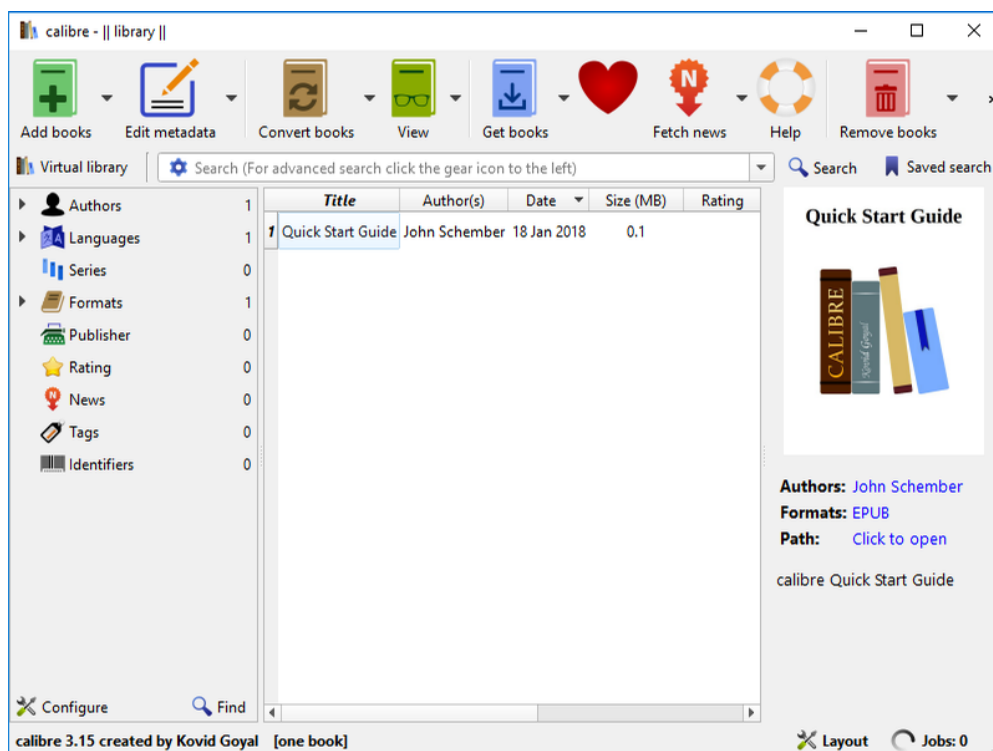 calibre - || library ||
Add books Edit metadata Convert books View Get books Fetch news Help Remove books
Virtual library Search (For advanced search click the gear icon to the left) Search Saved search
Authors 1
Languages 1
Series 0
Formats 1
Publisher 0
Rating 0
News 0
Tags 0
Identifiers 0
Title Author(s) Date Size (MB) Rating
1 Quick Start Guide John Schember 18 Jan 2018 0.1
Quick Start Guide
CALIBRE
Kovid Goyal
Authors: John Schember
Formats: EPUB
Path: Click to open
calibre Quick Start Guide
Configure Find
calibre 3.15 created by Kovid Goyal [one book] Layout Jobs: 0